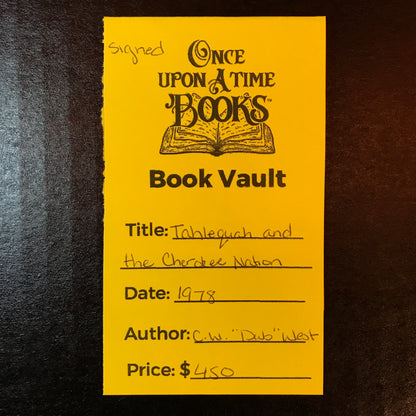 signed
ONCE
UPON A TIME
BOOKS™
Book Vault
Title: Tahlequah and
the Cherokee Nation
Date: 1978
Author: C.W. "Dub" West
Price: $450